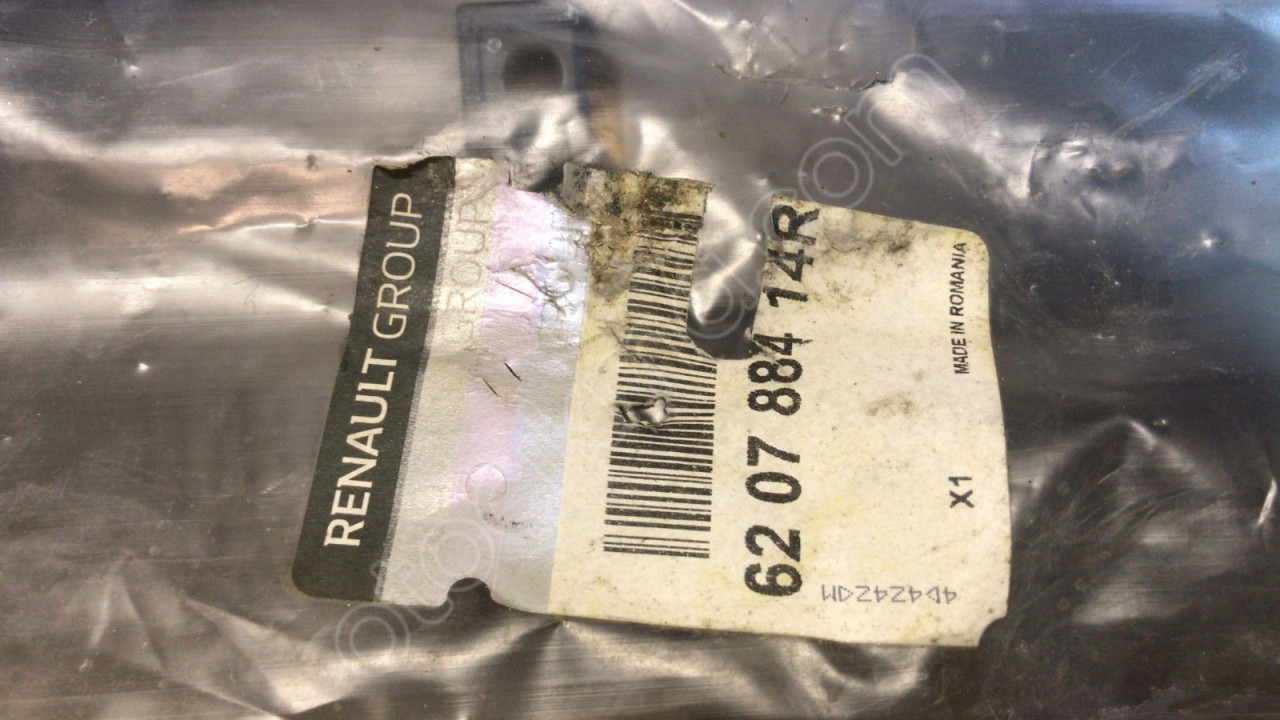 RENAULT GROUP
62 07 884 14R
MADE IN ROMANIA
X1